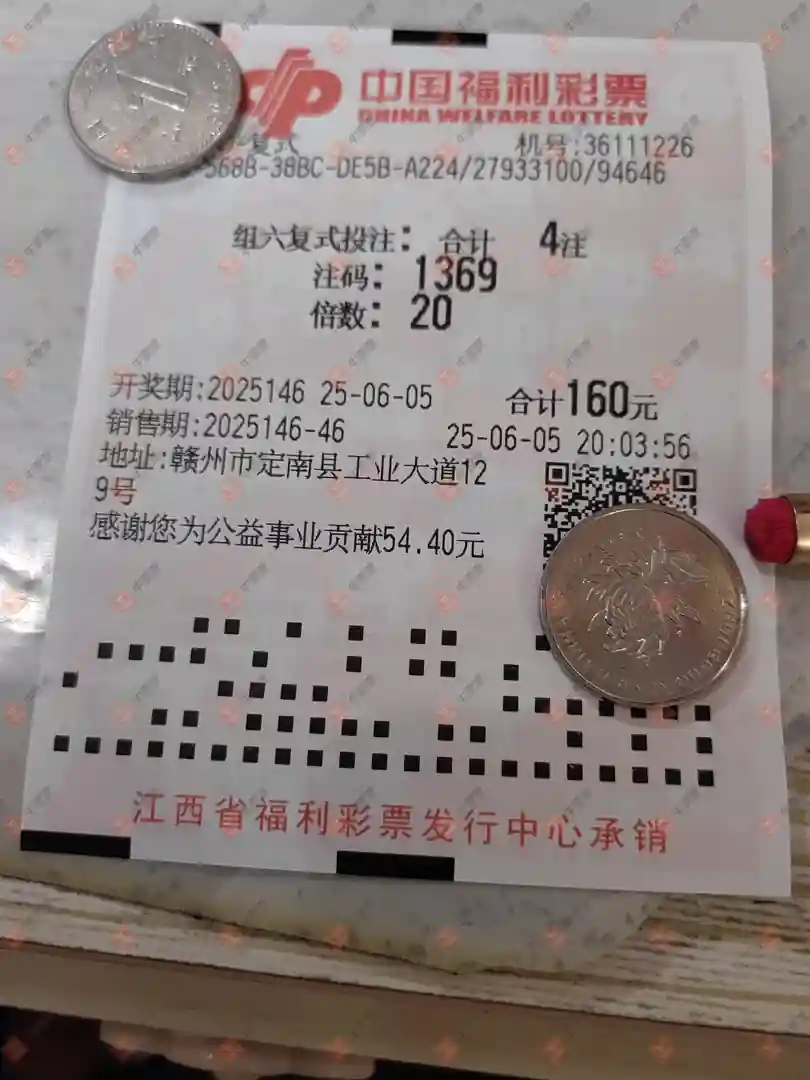 中国福利彩票
CHINA WELFARE LOTTERY
复式 机号:36111226
568B-38BC-DE5B-A224/27933100/94646
组六复式投注: 合计 4注
注码: 1369
倍数: 20
开奖期:2025146 25-06-05 合计160元
销售期:2025146-46 25-06-05 20:03:56
地址:赣州市定南县工业大道12
9号
感谢您为公益事业贡献54.40元
江西省福利彩票发行中心承销
1